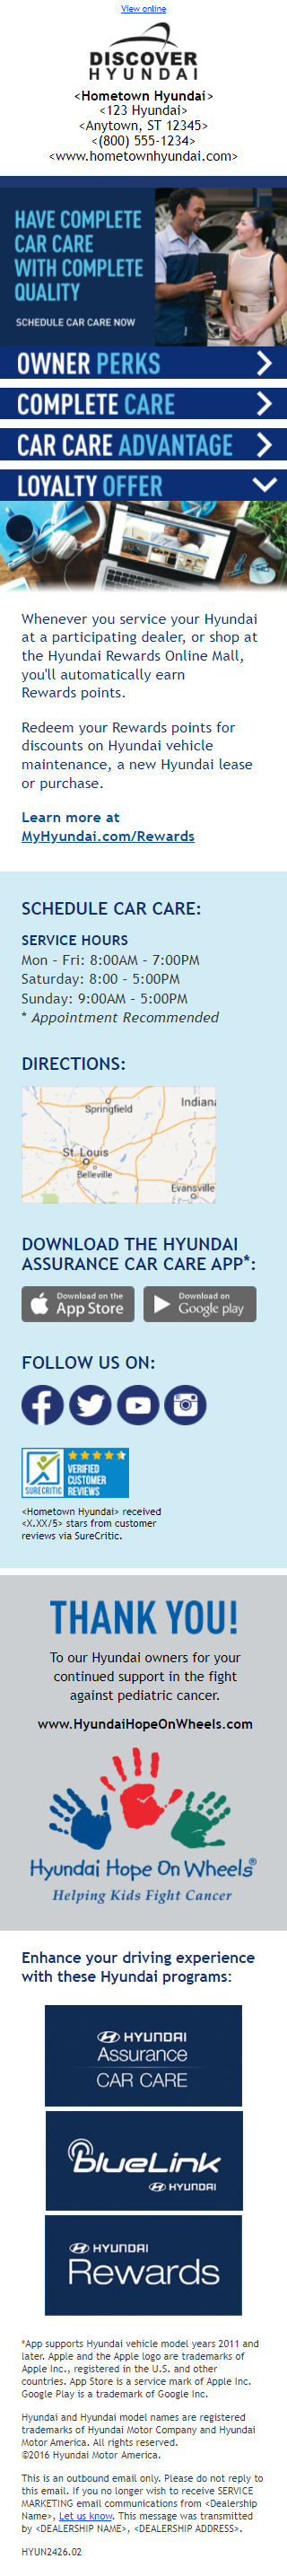 View online
DISCOVER
HYUNDAI
<Hometown Hyundai>
<123 Hyundai>
<Anytown, ST 12345>
<(800) 555-1234>
<www.hometownhyundai.com>
HAVE COMPLETE
CAR CARE
WITH COMPLETE
QUALITY
SCHEDULE CAR CARE NOW
OWNER PERKS
COMPLETE CARE
CAR CARE ADVANTAGE
LOYALTY OFFER
Whenever you service your Hyundai
at a participating dealer, or shop at
the Hyundai Rewards Online Mall,
you'll automatically earn
Rewards points.
Redeem your Rewards points for
discounts on Hyundai vehicle
maintenance, a new Hyundai lease
or purchase.
Learn more at
MyHyundai.com/Rewards
SCHEDULE CAR CARE:
SERVICE HOURS
Mon - Fri: 8:00AM - 7:00PM
Saturday: 8:00 - 5:00PM
Sunday: 9:00AM - 5:00PM
* Appointment Recommended
DIRECTIONS:
Springfield
Indiana
St. Louis
Belleville
Evansville
DOWNLOAD THE HYUNDAI
ASSURANCE CAR CARE APP*:
Download on the
App Store
Download on
Google play
FOLLOW US ON:
SURECRITIC
VERIFIED
CUSTOMER
REVIEWS
<Hometown Hyundai> received
<X.XX/5> stars from customer
reviews via SureCritic.
THANK YOU!
To our Hyundai owners for your
continued support in the fight
against pediatric cancer.
www.HyundaiHopeOnWheels.com
Hyundai Hope On Wheels®
Helping Kids Fight Cancer
Enhance your driving experience
with these Hyundai programs:
HYUNDAI
Assurance
CAR CARE
BlueLink
HYUNDAI
HYUNDAI
Rewards
*App supports Hyundai vehicle model years 2011 and
later. Apple and the Apple logo are trademarks of
Apple Inc., registered in the U.S. and other
countries. App Store is a service mark of Apple Inc.
Google Play is a trademark of Google Inc.
Hyundai and Hyundai model names are registered
trademarks of Hyundai Motor Company and Hyundai
Motor America. All rights reserved.
©2016 Hyundai Motor America.
This is an outbound email only. Please do not reply to
this email. If you no longer wish to receive SERVICE
MARKETING email communications from <Dealership
Name>, Let us know. This message was transmitted
by <DEALERSHIP NAME>, <DEALERSHIP ADDRESS>.
HYUN2426.02